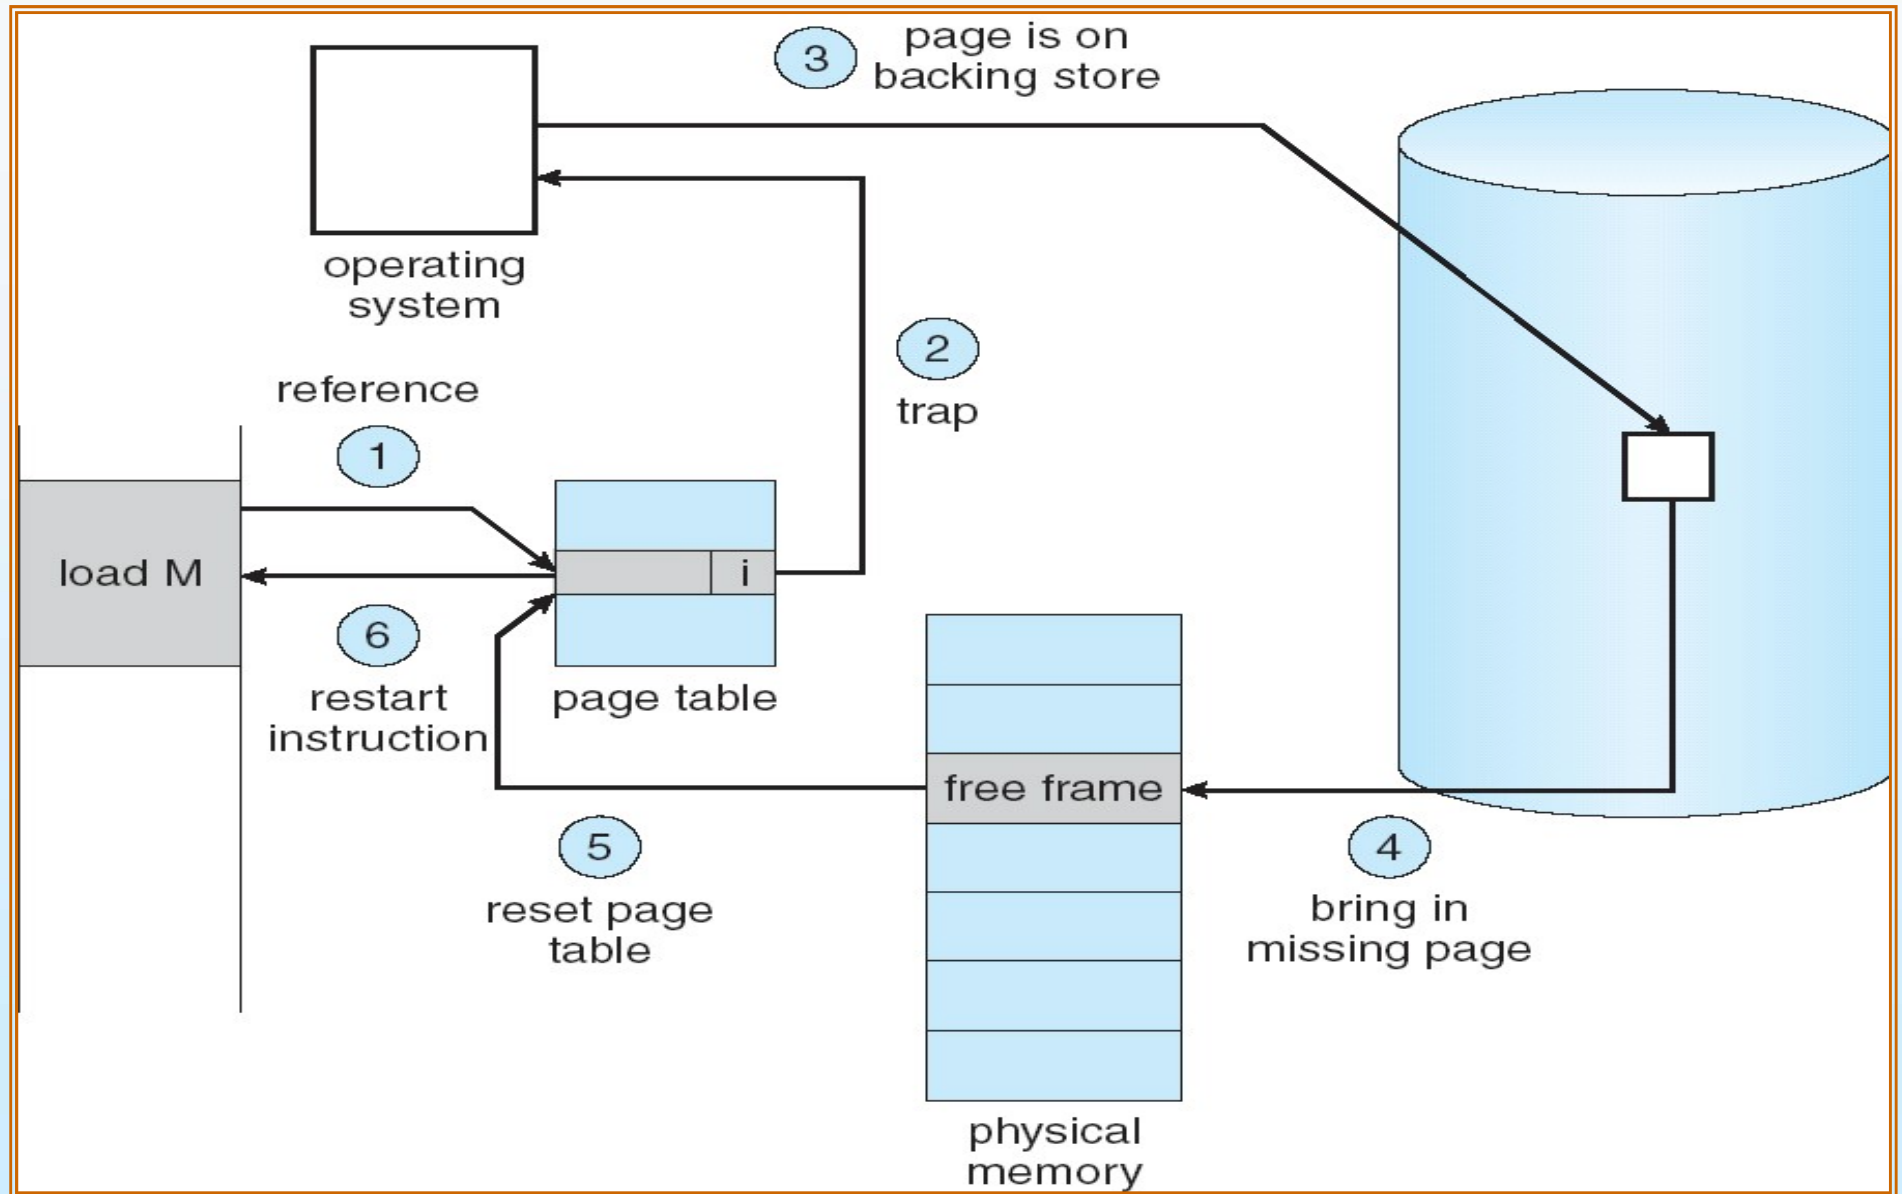 3
page is on
backing store
operating
system
2
trap
reference
1
load M
i
6
restart
instruction
page table
free frame
5
reset page
table
4
bring in
missing page
physical
memory